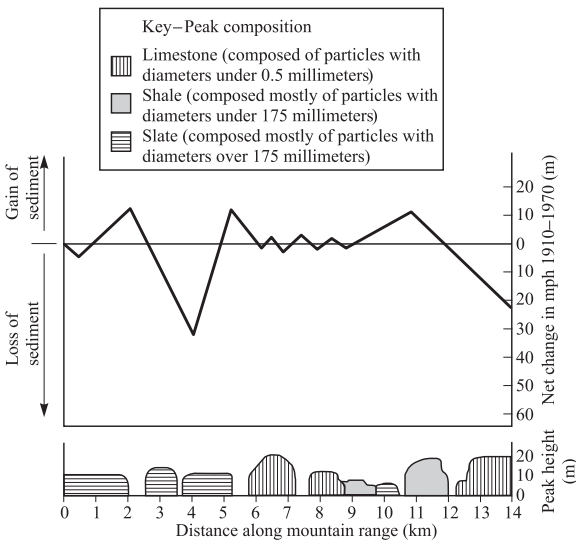 Key–Peak composition
Limestone (composed of particles with
diameters under 0.5 millimeters)
Shale (composed mostly of particles with
diameters under 175 millimeters)
Slate (composed mostly of particles with
diameters over 175 millimeters)
Gain of
sediment
Loss of
sediment
20
10
0
10
20
30
40
50
60
Net change in mph 1910–1970 (m)
20
10
0
Peak height
(m)
0 1 2 3 4 5 6 7 8 9 10 11 12 13 14
Distance along mountain range (km)